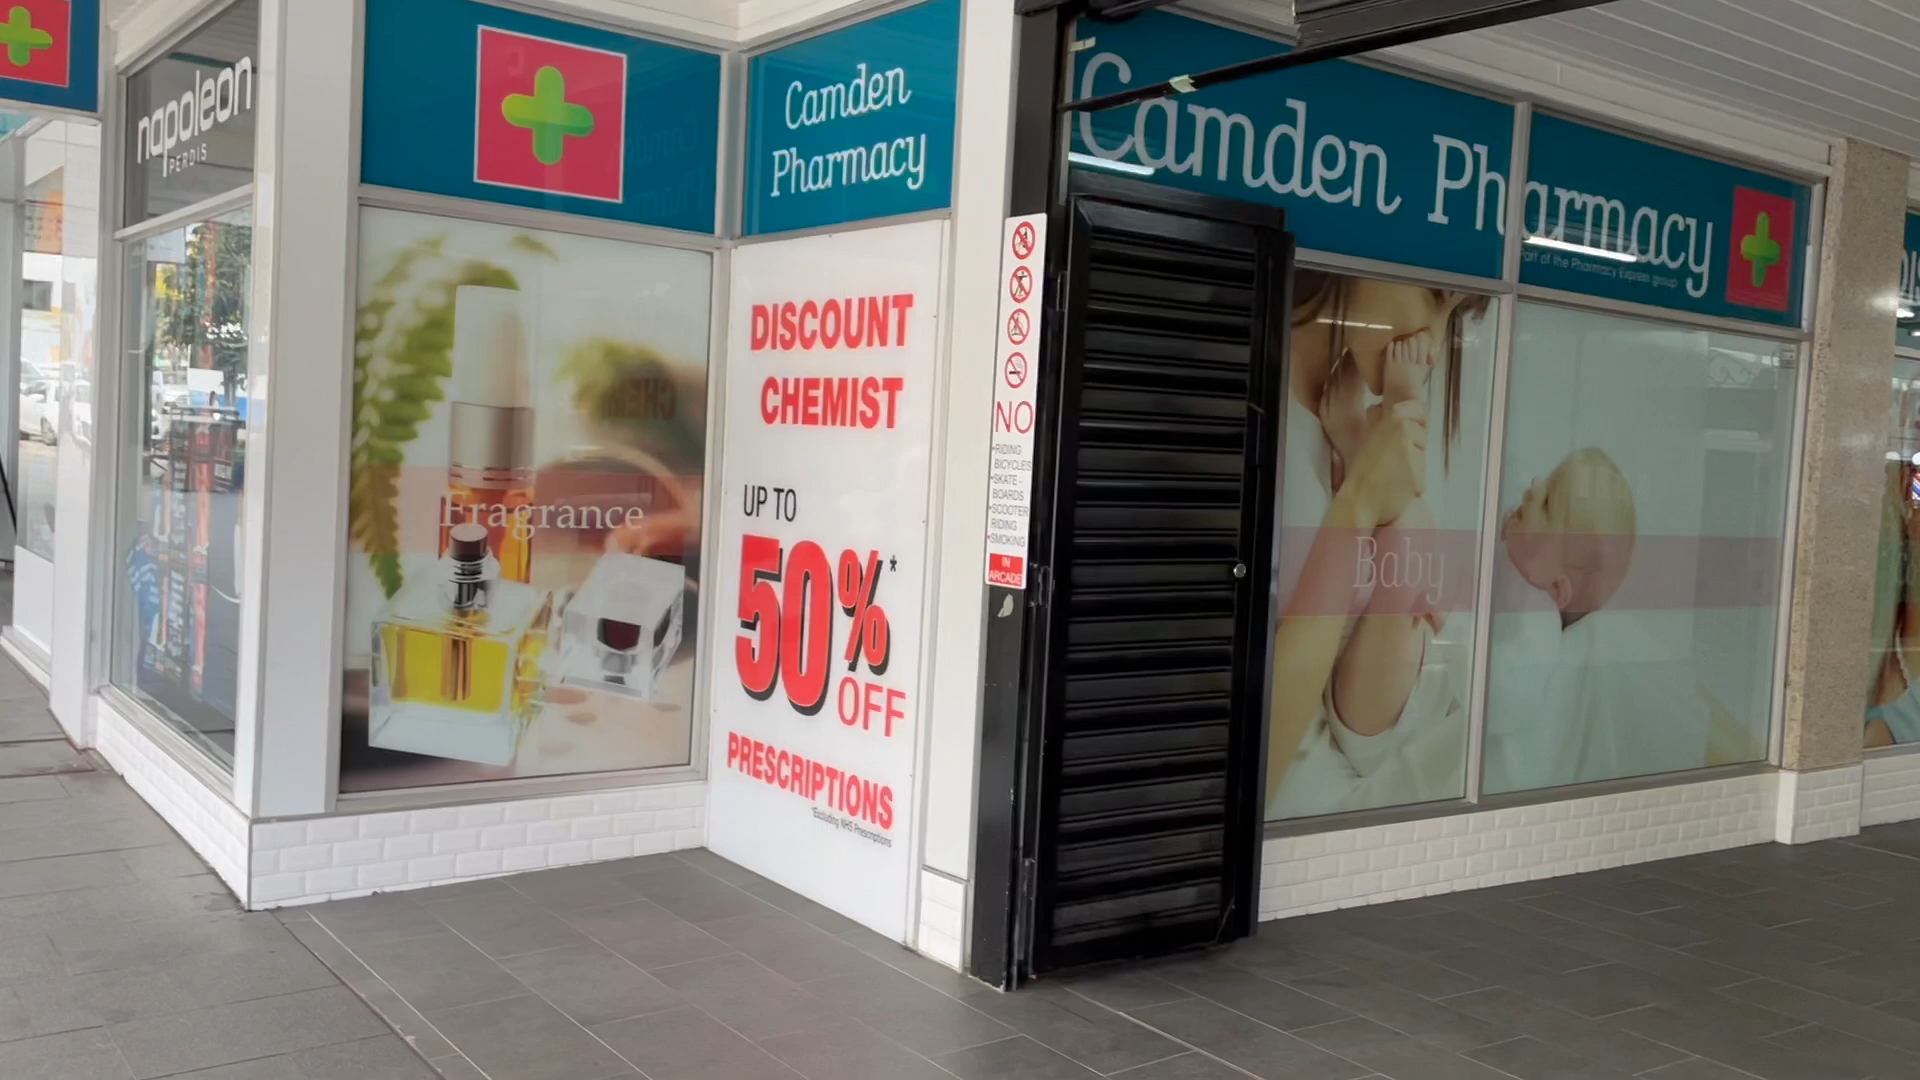 napoleon
PERDIS
Camden
Pharmacy
DISCOUNT
CHEMIST
UP TO
50%*
OFF
PRESCRIPTIONS
*Excluding NHS Prescriptions
Fragrance
NO
•RIDING
BICYCLES
•SKATE-
BOARDS
•SCOOTER
RIDING
•SMOKING
IN
ARCADE
Camden Pharmacy
Part of the Pharmacy Express group
Baby